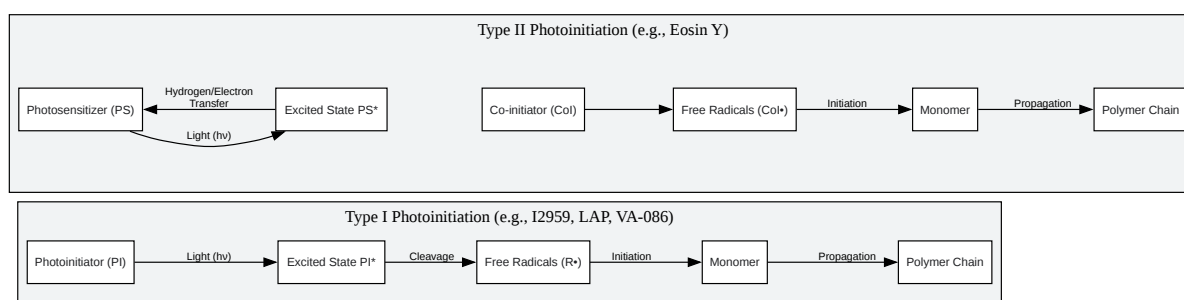 Type II Photoinitiation (e.g., Eosin Y)
Hydrogen/Electron
Transfer
Photosensitizer (PS)
Excited State PS*
Co-initiator (CoI)
Free Radicals (CoI•)
Initiation
Monomer
Propagation
Polymer Chain
Light (hν)
Type I Photoinitiation (e.g., I2959, LAP, VA-086)
Photoinitiator (PI)
Light (hν)
Excited State PI*
Cleavage
Free Radicals (R•)
Initiation
Monomer
Propagation
Polymer Chain